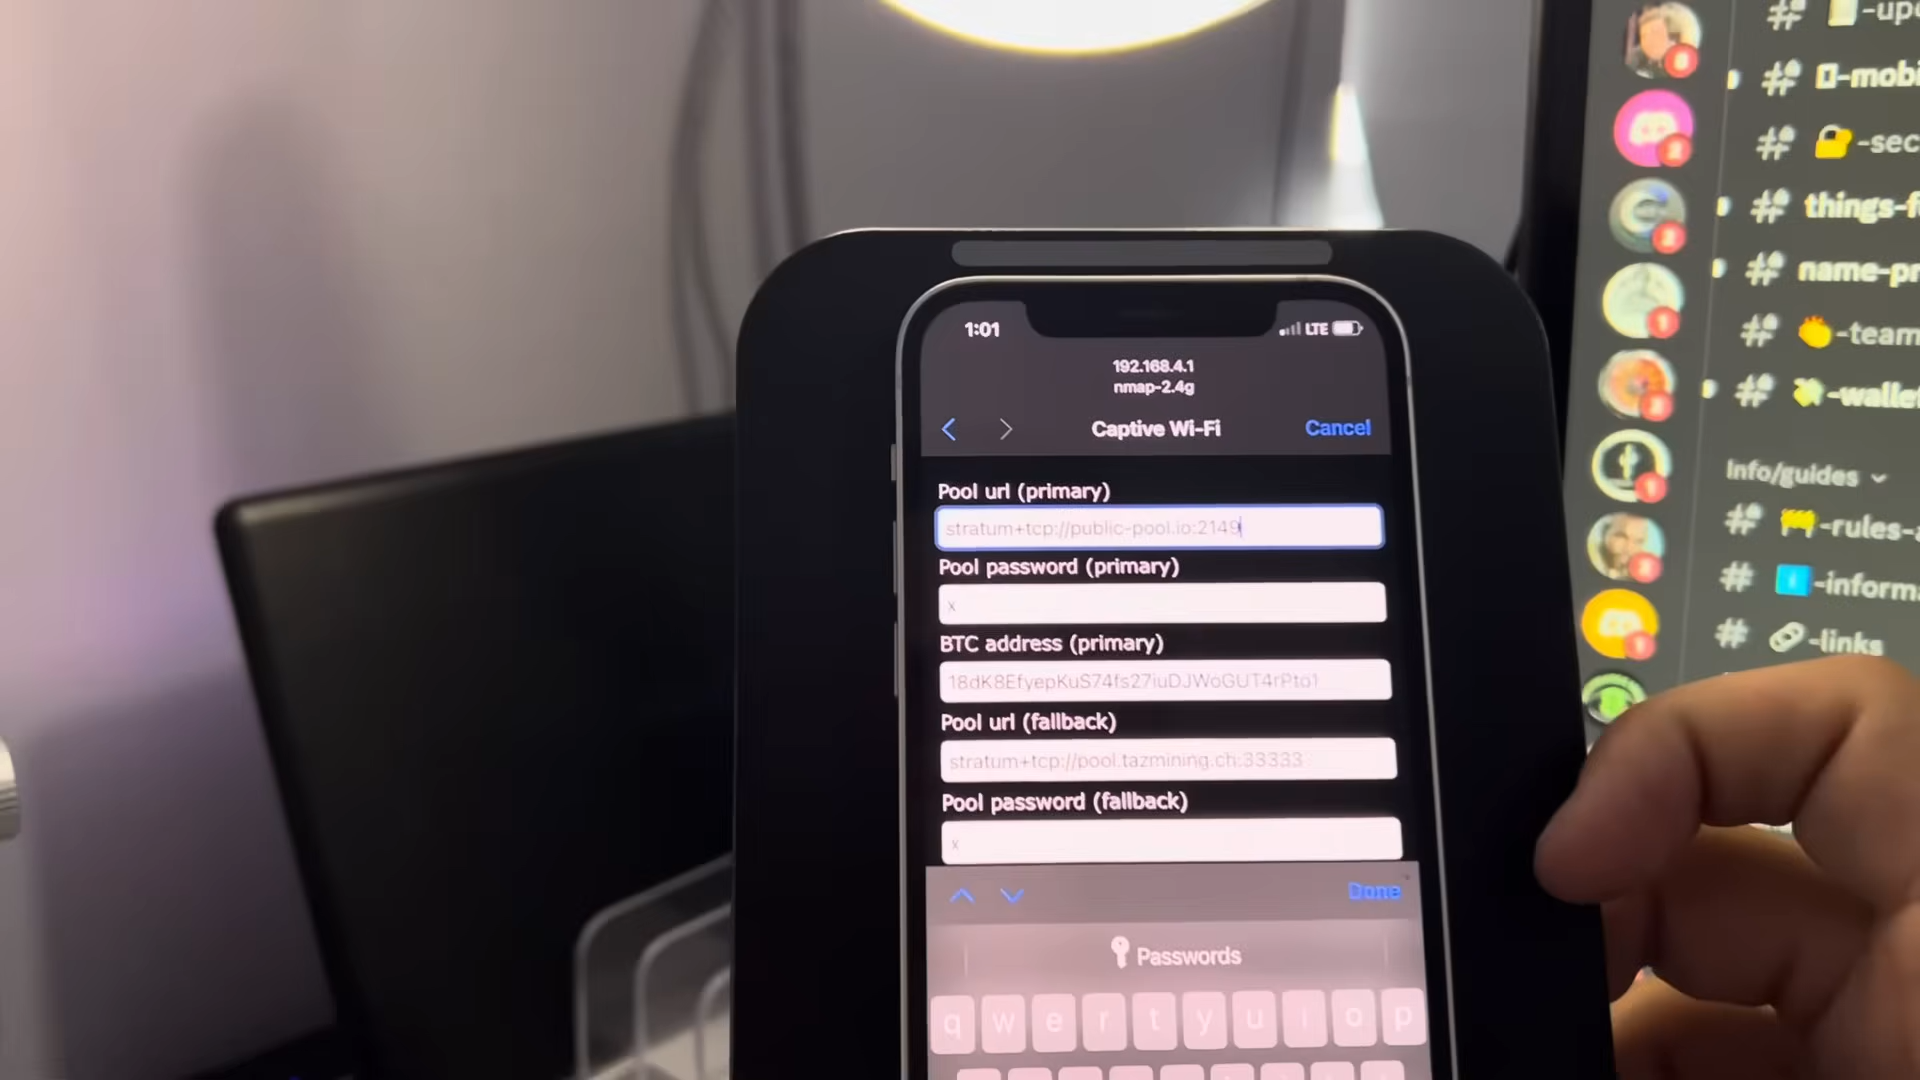 1:01
LTE
192.168.4.1
nmap-2.4g
Captive Wi-Fi
Cancel
Pool url (primary)
stratum+tcp://public-pool.io:2149
Pool password (primary)
x
BTC address (primary)
18dK8EfyepKuS74fs27iuDJWoGUT4rPto1
Pool url (fallback)
stratum+tcp://pool.tazmining.ch:33333
Pool password (fallback)
x
Done
Passwords
q w e r t y u i o p
# -upd
# -mobi
# -sec
# things-f
# name-pr
# -team
# -walle
Info/guides
# -rules-a
# -informa
# -links